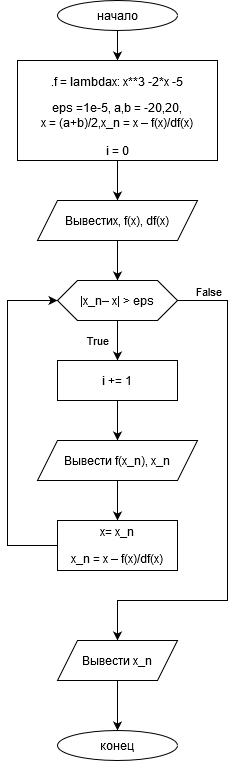 начало
.f = lambdax: x**3 -2*x -5
eps =1e-5, a,b = -20,20,
x = (a+b)/2,x_n = x – f(x)/df(x)
i = 0
Вывестиx, f(x), df(x)
|x_n– x| > eps
False
True
i += 1
Вывести f(x_n), x_n
x= x_n
x_n = x – f(x)/df(x)
Вывести x_n
конец